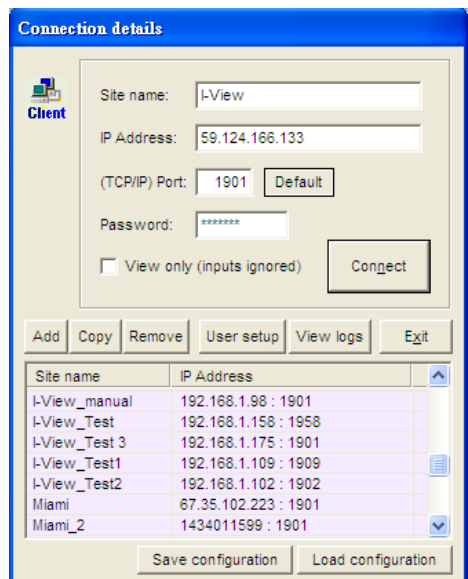 Connection details
Client
Site name: I-View
IP Address: 59.124.166.133
(TCP/IP) Port: 1901 Default
Password: *******
View only (inputs ignored) Connect
Add Copy Remove User setup View logs Exit
Site name IP Address
I-View_manual 192.168.1.98 : 1901
I-View_Test 192.168.1.158 : 1958
I-View_Test 3 192.168.1.175 : 1901
I-View_Test1 192.168.1.109 : 1909
I-View_Test2 192.168.1.102 : 1902
Miami 67.35.102.223 : 1901
Miami_2 1434011599 : 1901
Save configuration Load configuration